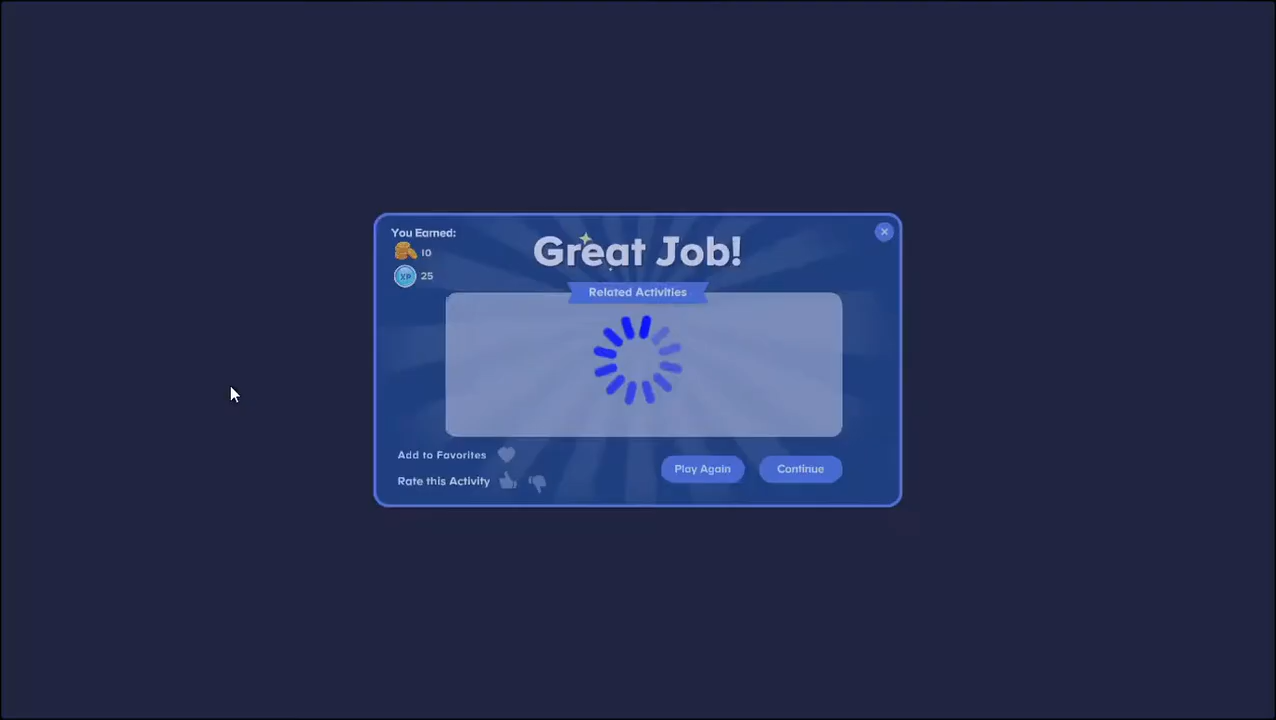 You Earned:
10
XP 25
Great Job!
Related Activities
Add to Favorites
Rate this Activity
Play Again
Continue